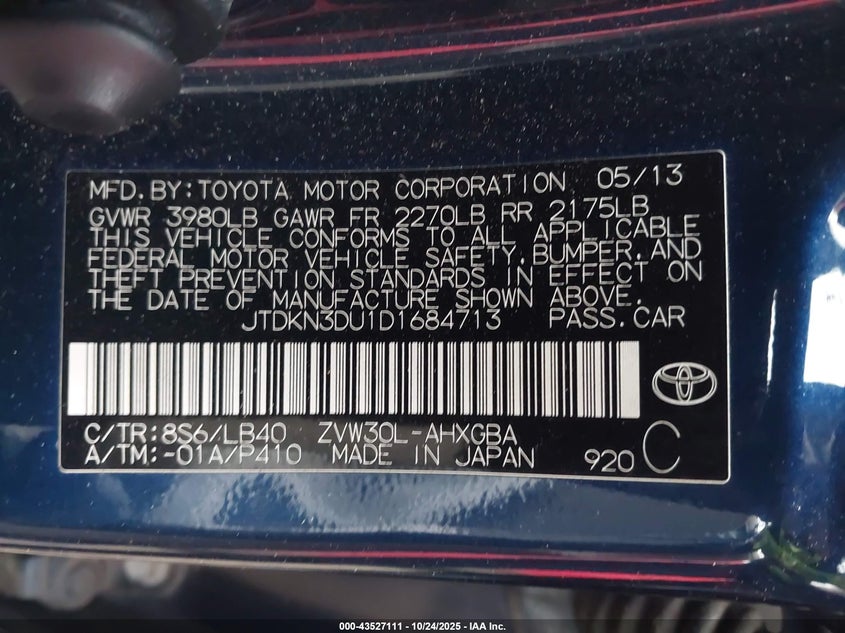 MFD.BY:TOYOTA MOTOR CORPORATION 05/13
GVWR 3980LB GAWR FR 2270LB RR 2175LB
THIS VEHICLE CONFORMS TO ALL APPLICABLE
FEDERAL MOTOR VEHICLE SAFETY,BUMPER,AND
THEFT PREVENTION STANDARDS IN EFFECT ON
THE DATE OF MANUFACTURE SHOWN ABOVE.
JTDKN3DU1D1684713 PASS.CAR
C/TR:8S6/LB40 ZVW30L-AHXGBA
A/TM:-01A/P410 MADE IN JAPAN 920 C
000-43527111 - 10/24/2025 - IAA Inc.